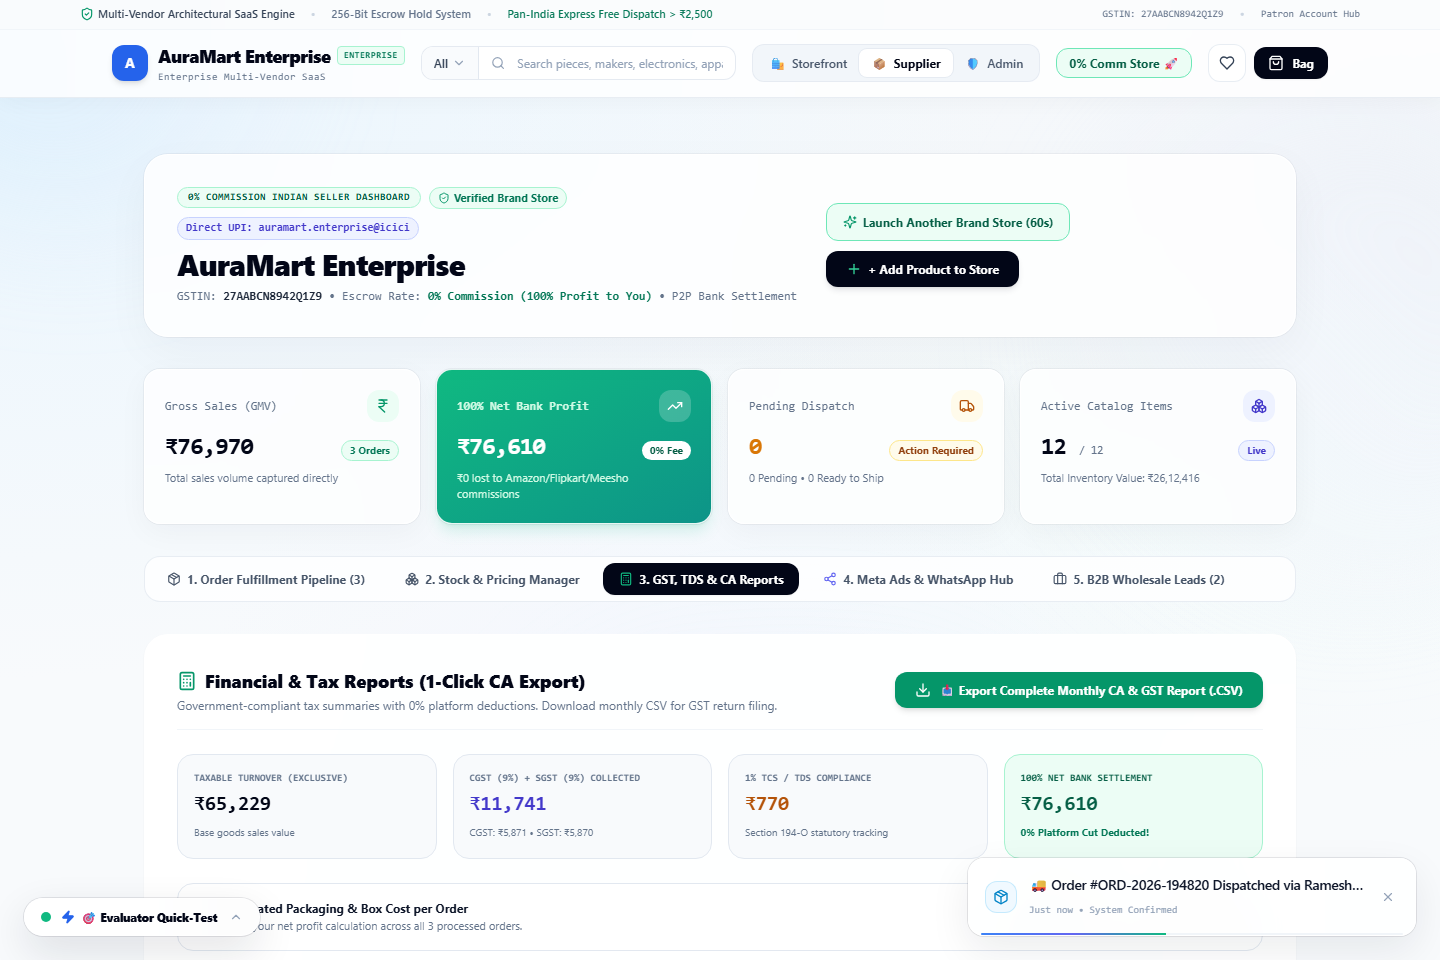 Multi-Vendor Architectural SaaS Engine • 256-Bit Escrow Hold System • Pan-India Express Free Dispatch > ₹2,500
GSTIN: 27AABCN8942Q1Z9 • Patron Account Hub
A
AuraMart Enterprise ENTERPRISE
Enterprise Multi-Vendor SaaS
All
Search pieces, makers, electronics, app
Storefront
Supplier
Admin
0% Comm Store 🚀
Bag
0% COMMISSION INDIAN SELLER DASHBOARD
Verified Brand Store
Direct UPI: auramart.enterprise@icici
AuraMart Enterprise
GSTIN: 27AABCN8942Q1Z9 • Escrow Rate: 0% Commission (100% Profit to You) • P2P Bank Settlement
Launch Another Brand Store (60s)
+ Add Product to Store
Gross Sales (GMV)
₹
₹76,970
3 Orders
Total sales volume captured directly
100% Net Bank Profit
₹76,610
0% Fee
₹0 lost to Amazon/Flipkart/Meesho
commissions
Pending Dispatch
0
Action Required
0 Pending • 0 Ready to Ship
Active Catalog Items
12 / 12
Live
Total Inventory Value: ₹26,12,416
1. Order Fulfillment Pipeline (3)
2. Stock & Pricing Manager
3. GST, TDS & CA Reports
4. Meta Ads & WhatsApp Hub
5. B2B Wholesale Leads (2)
Financial & Tax Reports (1-Click CA Export)
Government-compliant tax summaries with 0% platform deductions. Download monthly CSV for GST return filing.
Export Complete Monthly CA & GST Report (.CSV)
TAXABLE TURNOVER (EXCLUSIVE)
₹65,229
Base goods sales value
CGST (9%) + SGST (9%) COLLECTED
₹11,741
CGST: ₹5,871 • SGST: ₹5,870
1% TCS / TDS COMPLIANCE
₹770
Section 194-O statutory tracking
100% NET BANK SETTLEMENT
₹76,610
0% Platform Cut Deducted!
ated Packaging & Box Cost per Order
our net profit calculation across all 3 processed orders.
Evaluator Quick-Test
🚚 Order #ORD-2026-194820 Dispatched via Ramesh...
Just now • System Confirmed